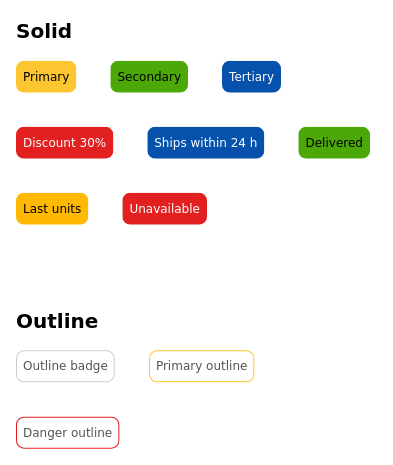 Solid
Primary Secondary Tertiary
Discount 30% Ships within 24 h Delivered
Last units Unavailable
Outline
Outline badge Primary outline
Danger outline